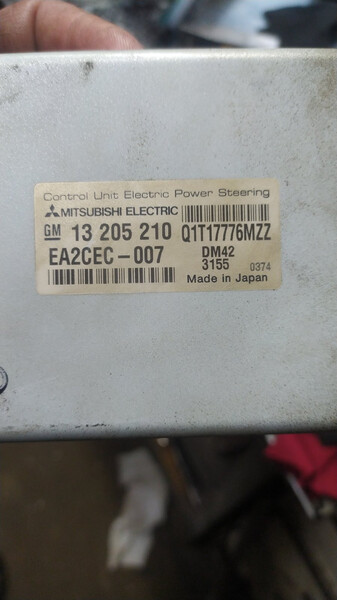 Control Unit Electric Power Steering
MITSUBISHI ELECTRIC
GM 13 205 210 Q1T17776MZZ
EA2CEC-007 DM42
3155 0374
Made in Japan